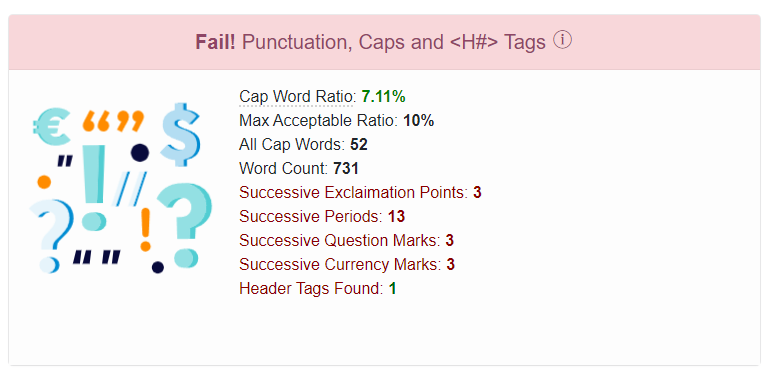 Fail! Punctuation, Caps and <H#> Tags ⓘ
Cap Word Ratio: 7.11%
Max Acceptable Ratio: 10%
All Cap Words: 52
Word Count: 731
Successive Exclaimation Points: 3
Successive Periods: 13
Successive Question Marks: 3
Successive Currency Marks: 3
Header Tags Found: 1